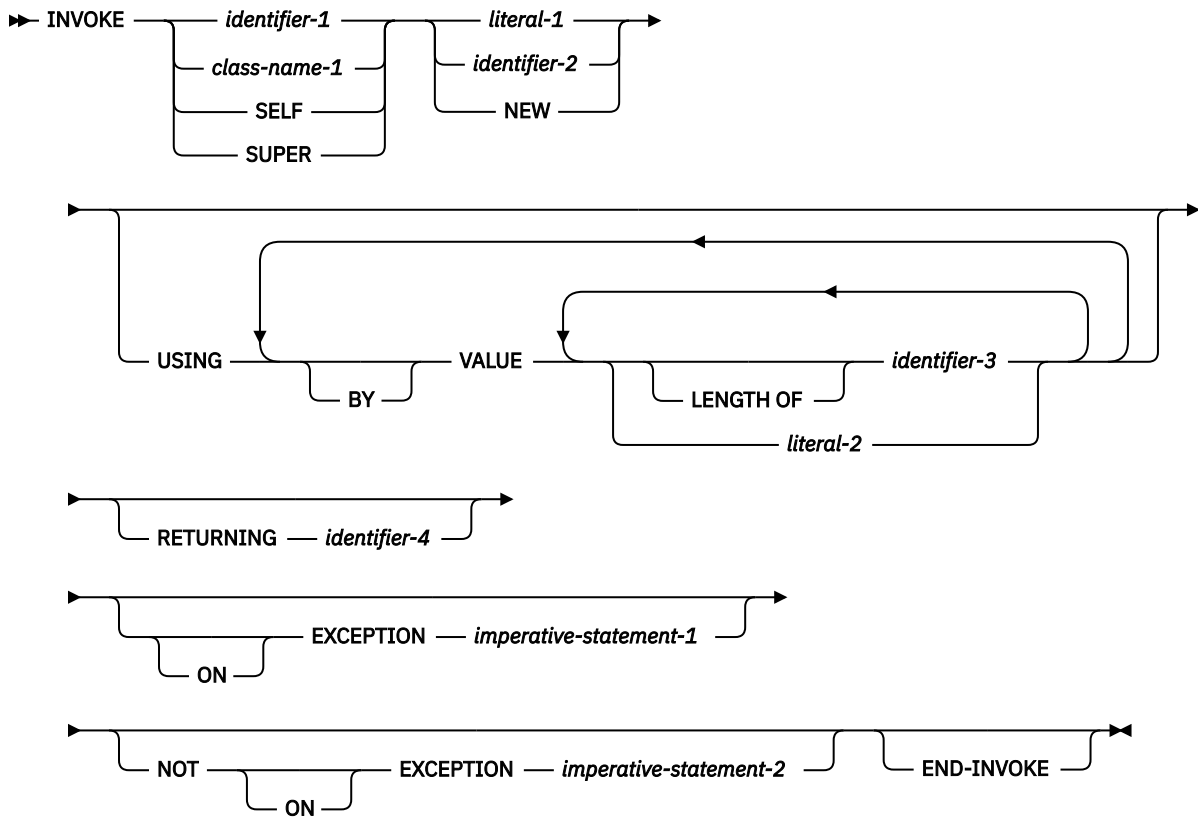 INVOKE identifier-1 literal-1
class-name-1 identifier-2
SELF NEW
SUPER
USING VALUE identifier-3
BY LENGTH OF
literal-2
RETURNING identifier-4
EXCEPTION imperative-statement-1
ON
NOT EXCEPTION imperative-statement-2 END-INVOKE
ON